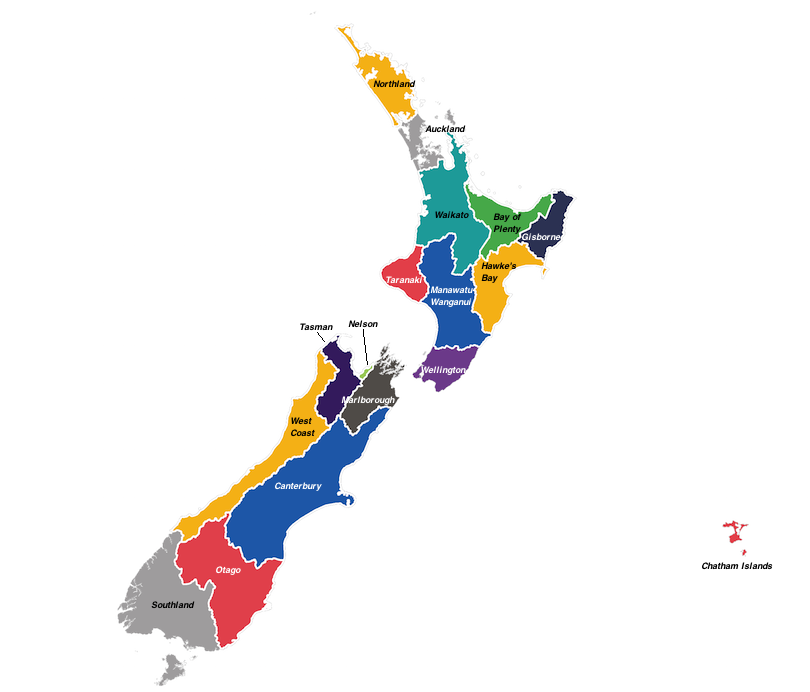 Northland
Auckland
Waikato
Bay of
Plenty
Gisborne
Hawke's
Bay
Taranaki
Manawatu
Wanganui
Wellington
Nelson
Tasman
Marlborough
West
Coast
Canterbury
Otago
Southland
Chatham Islands